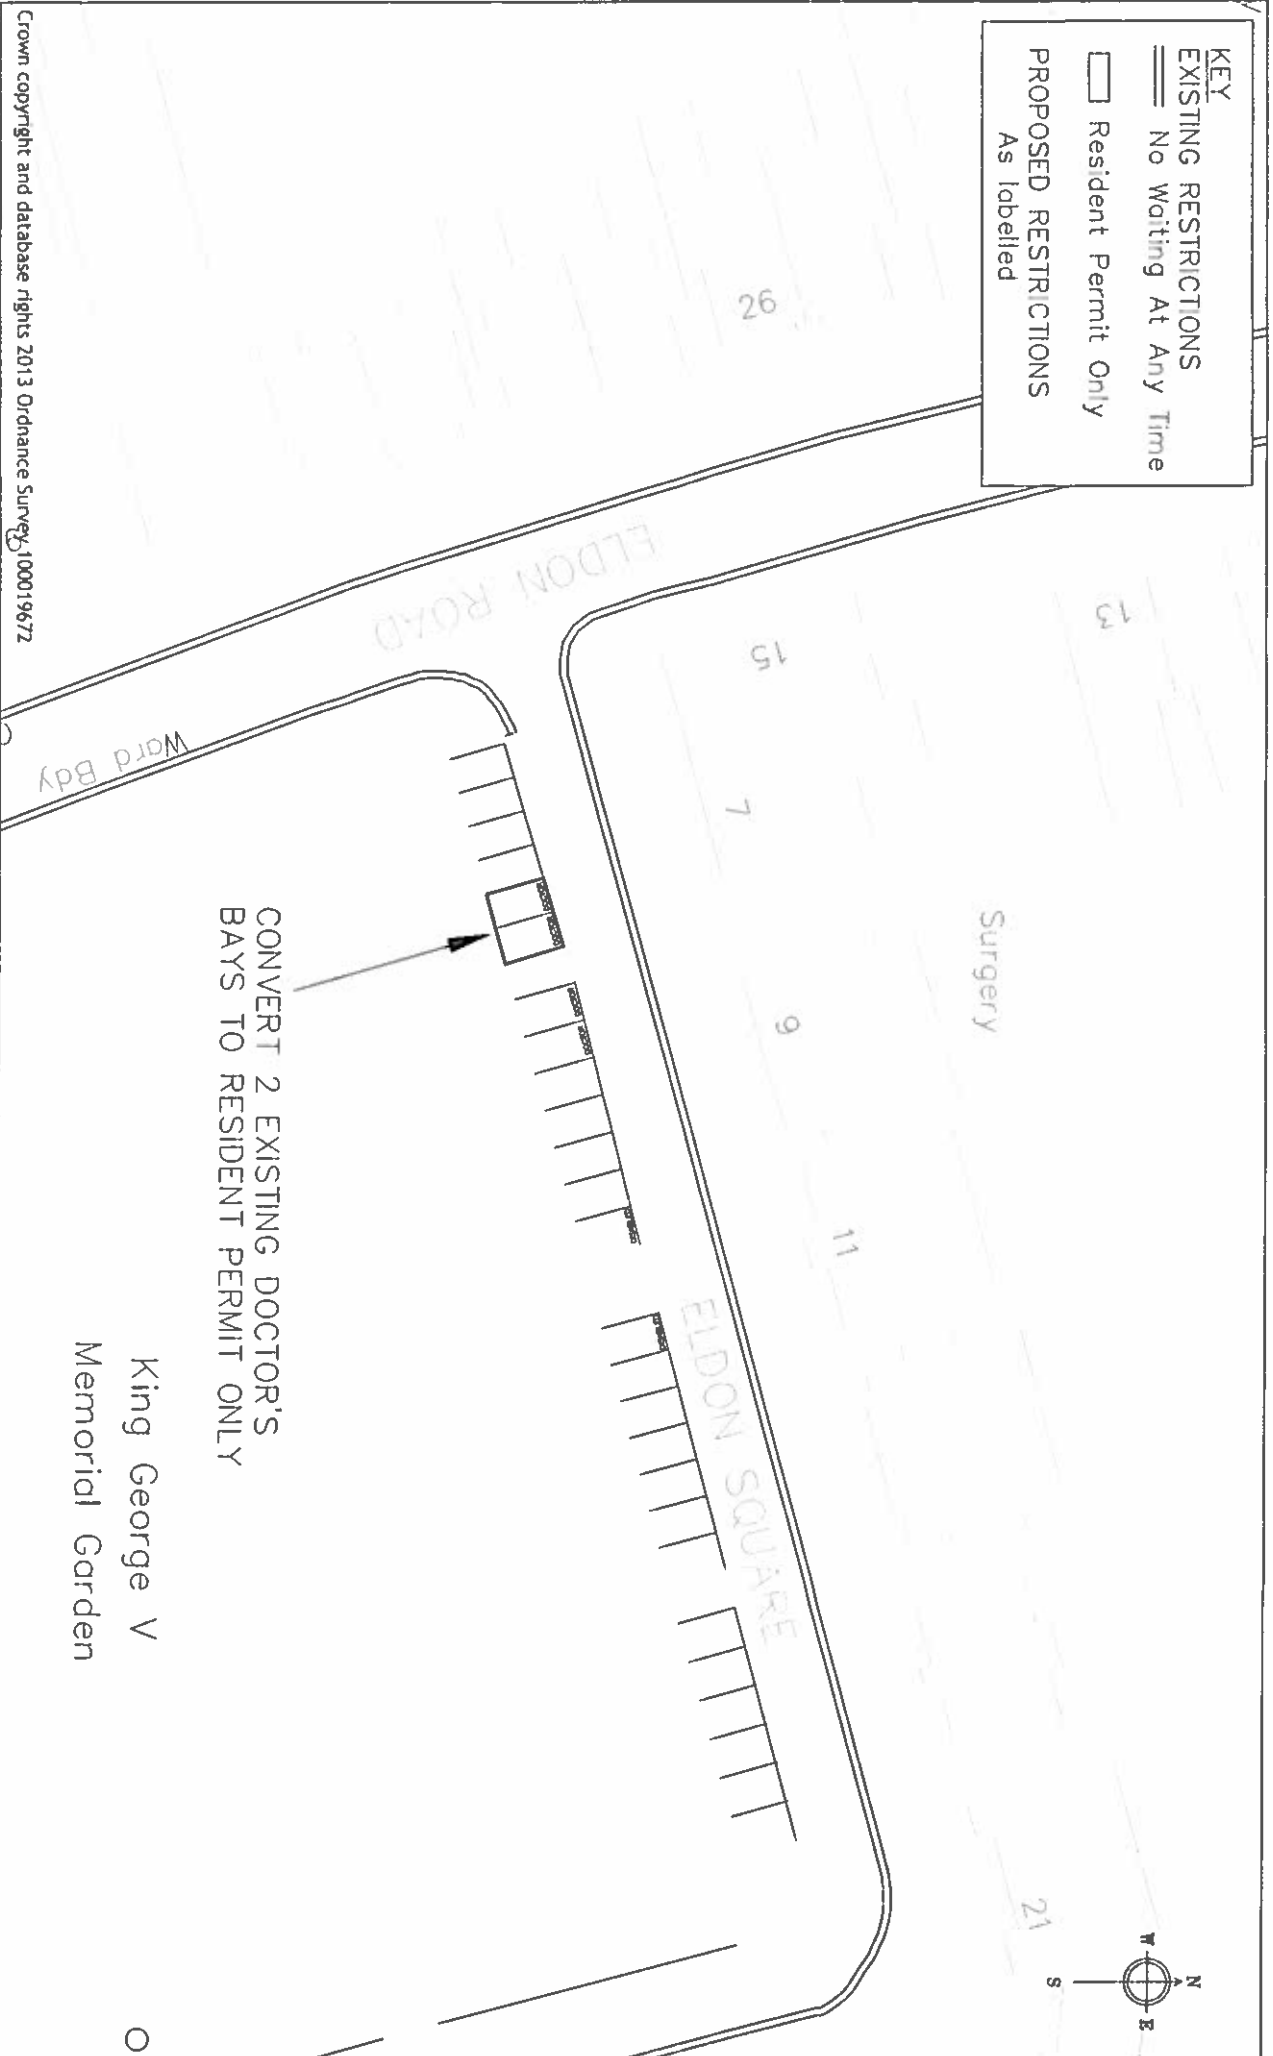 KEY
EXISTING RESTRICTIONS
No Waiting At Any Time
Resident Permit Only
PROPOSED RESTRICTIONS
As labelled
N
W E
S
13
26
15
7
Surgery
9
11
21
ELDON ROAD
ELDON SQUARE
Ward Bdy
CONVERT 2 EXISTING DOCTOR'S
BAYS TO RESIDENT PERMIT ONLY
King George V
Memorial Garden
Crown copyright and database rights 2013 Ordnance Survey 100019672